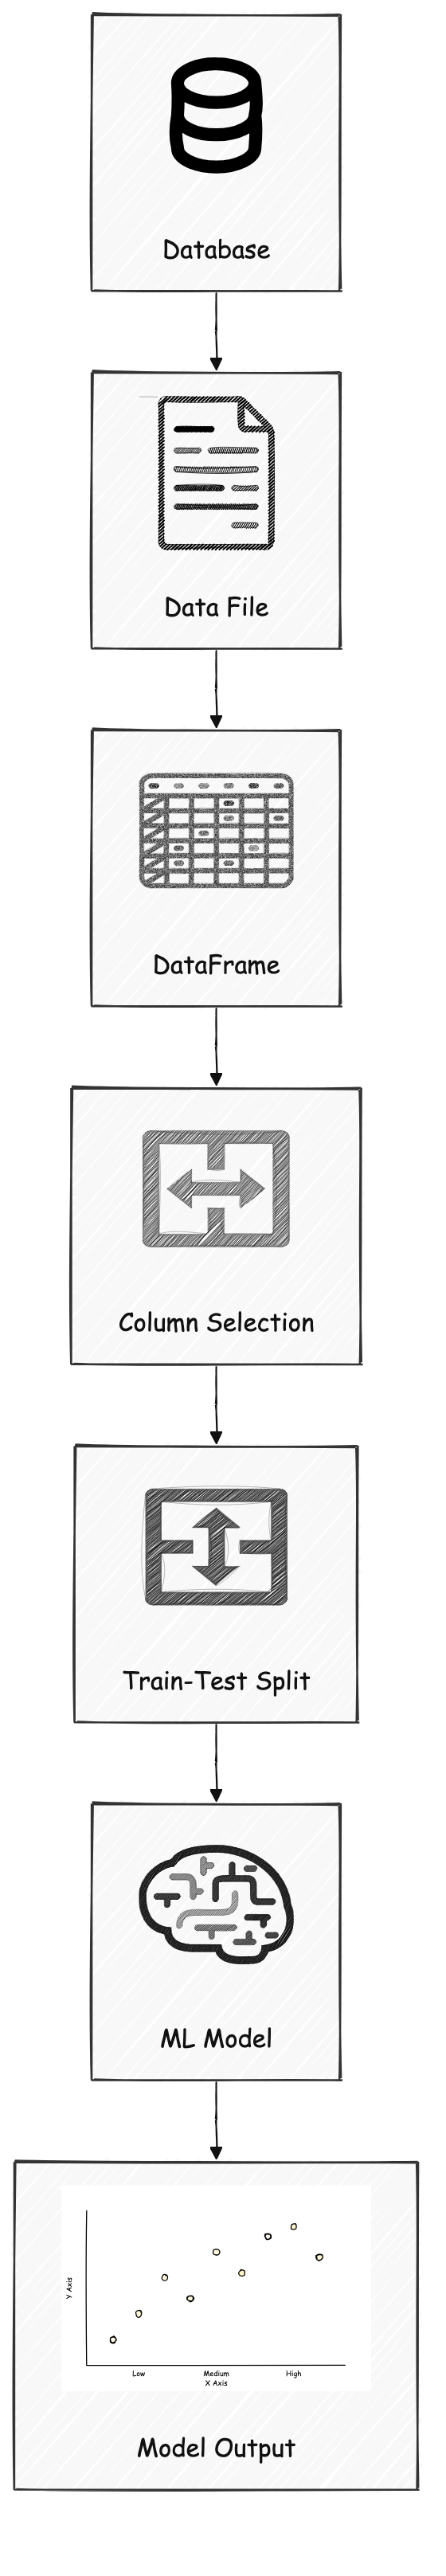 Database
Data File
DataFrame
Column Selection
Train-Test Split
ML Model
Y Axis
Low Medium High
X Axis
Model Output